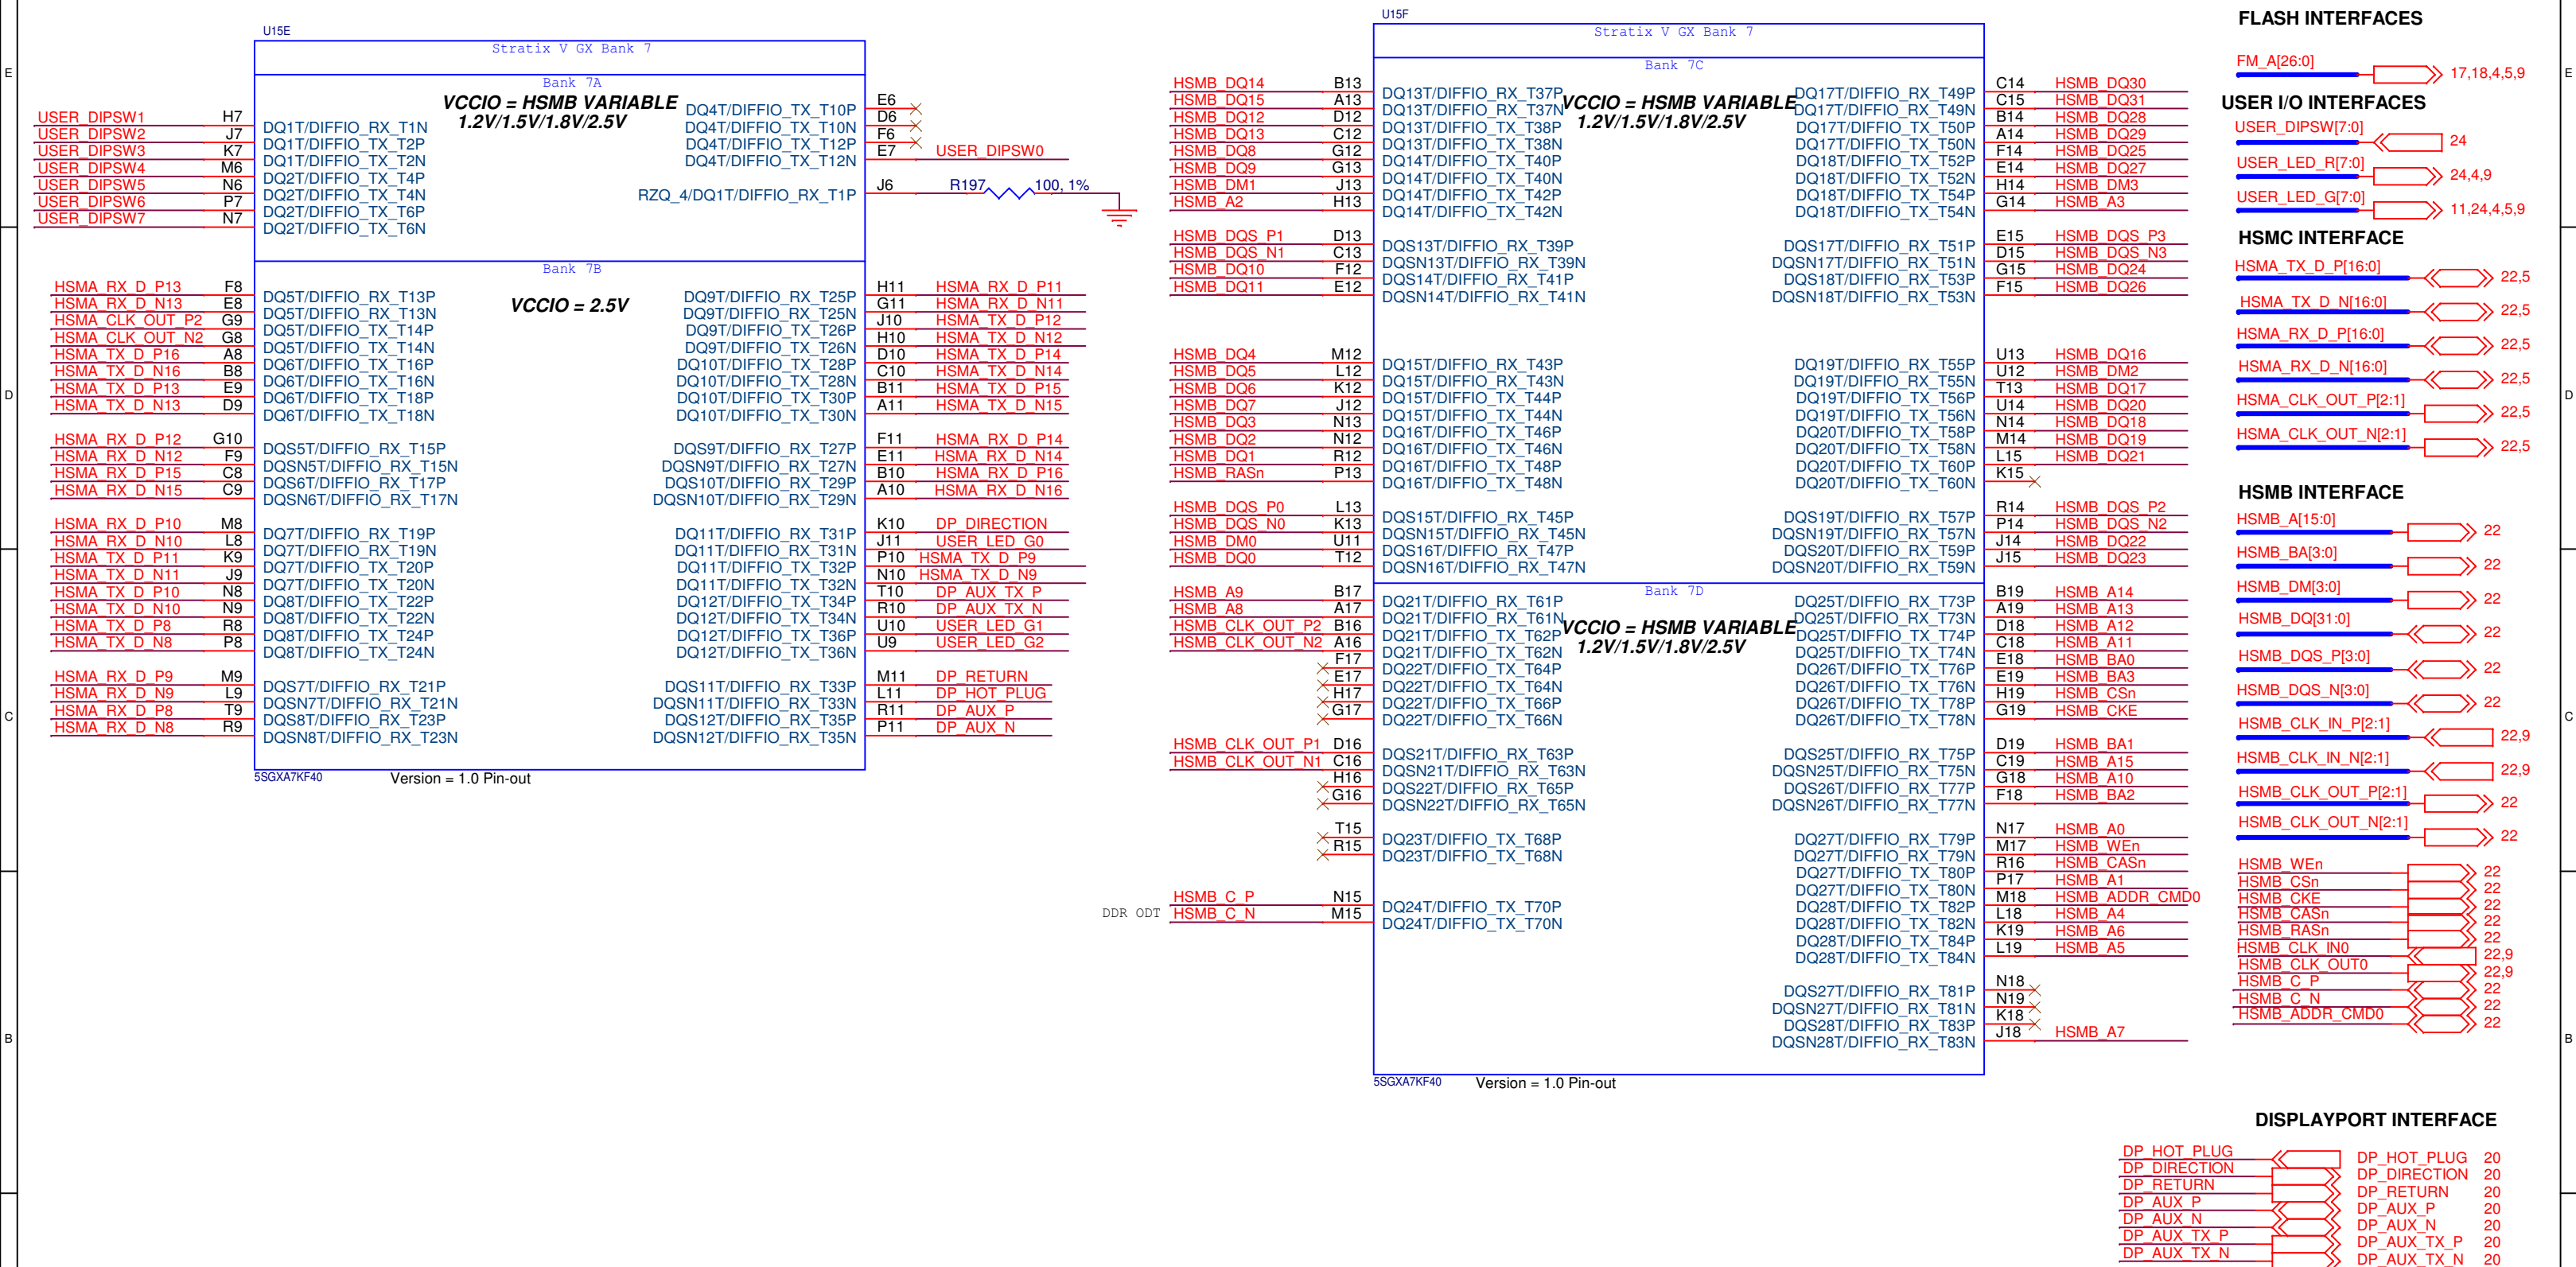 U15E
Stratix V GX Bank 7
Bank 7A
VCCIO = HSMB VARIABLE
1.2V/1.5V/1.8V/2.5V
USER_DIPSW1 H7 DQ1T/DIFFIO_RX_T1N
USER_DIPSW2 J7 DQ1T/DIFFIO_TX_T2P
USER_DIPSW3 K7 DQ1T/DIFFIO_TX_T2N
USER_DIPSW4 M6 DQ2T/DIFFIO_TX_T4P
USER_DIPSW5 N6 DQ2T/DIFFIO_TX_T4N
USER_DIPSW6 P7 DQ2T/DIFFIO_TX_T6P
USER_DIPSW7 N7 DQ2T/DIFFIO_TX_T6N
DQ4T/DIFFIO_TX_T10P E6
DQ4T/DIFFIO_TX_T10N D6
DQ4T/DIFFIO_TX_T12P F6
DQ4T/DIFFIO_TX_T12N E7 USER_DIPSW0
RZQ_4/DQ1T/DIFFIO_RX_T1P J6 R197 100, 1%
Bank 7B
VCCIO = 2.5V
HSMA_RX_D_P13 F8 DQ5T/DIFFIO_RX_T13P
HSMA_RX_D_N13 E8 DQ5T/DIFFIO_RX_T13N
HSMA_CLK_OUT_P2 G9 DQ5T/DIFFIO_TX_T14P
HSMA_CLK_OUT_N2 G8 DQ5T/DIFFIO_TX_T14N
HSMA_TX_D_P16 A8 DQ6T/DIFFIO_TX_T16P
HSMA_TX_D_N16 B8 DQ6T/DIFFIO_TX_T16N
HSMA_TX_D_P13 E9 DQ6T/DIFFIO_TX_T18P
HSMA_TX_D_N13 D9 DQ6T/DIFFIO_TX_T18N
HSMA_RX_D_P12 G10 DQS5T/DIFFIO_RX_T15P
HSMA_RX_D_N12 F9 DQSN5T/DIFFIO_RX_T15N
HSMA_RX_D_P15 C8 DQS6T/DIFFIO_RX_T17P
HSMA_RX_D_N15 C9 DQSN6T/DIFFIO_RX_T17N
HSMA_RX_D_P10 M8 DQ7T/DIFFIO_RX_T19P
HSMA_RX_D_N10 L8 DQ7T/DIFFIO_RX_T19N
HSMA_TX_D_P11 K9 DQ7T/DIFFIO_TX_T20P
HSMA_TX_D_N11 J9 DQ7T/DIFFIO_TX_T20N
HSMA_TX_D_P10 N8 DQ8T/DIFFIO_TX_T22P
HSMA_TX_D_N10 N9 DQ8T/DIFFIO_TX_T22N
HSMA_TX_D_P8 R8 DQ8T/DIFFIO_TX_T24P
HSMA_TX_D_N8 P8 DQ8T/DIFFIO_TX_T24N
HSMA_RX_D_P9 M9 DQS7T/DIFFIO_RX_T21P
HSMA_RX_D_N9 L9 DQSN7T/DIFFIO_RX_T21N
HSMA_RX_D_P8 T9 DQS8T/DIFFIO_RX_T23P
HSMA_RX_D_N8 R9 DQSN8T/DIFFIO_RX_T23N
DQ9T/DIFFIO_RX_T25P H11 HSMA_RX_D_P11
DQ9T/DIFFIO_RX_T25N G11 HSMA_RX_D_N11
DQ9T/DIFFIO_TX_T26P J10 HSMA_TX_D_P12
DQ9T/DIFFIO_TX_T26N H10 HSMA_TX_D_N12
DQ10T/DIFFIO_TX_T28P D10 HSMA_TX_D_P14
DQ10T/DIFFIO_TX_T28N C10 HSMA_TX_D_N14
DQ10T/DIFFIO_TX_T30P B11 HSMA_TX_D_P15
DQ10T/DIFFIO_TX_T30N A11 HSMA_TX_D_N15
DQS9T/DIFFIO_RX_T27P F11 HSMA_RX_D_P14
DQSN9T/DIFFIO_RX_T27N E11 HSMA_RX_D_N14
DQS10T/DIFFIO_RX_T29P B10 HSMA_RX_D_P16
DQSN10T/DIFFIO_RX_T29N A10 HSMA_RX_D_N16
DQ11T/DIFFIO_RX_T31P K10 DP_DIRECTION
DQ11T/DIFFIO_RX_T31N J11 USER_LED_G0
DQ11T/DIFFIO_TX_T32P P10 HSMA_TX_D_P9
DQ11T/DIFFIO_TX_T32N N10 HSMA_TX_D_N9
DQ12T/DIFFIO_TX_T34P T10 DP_AUX_TX_P
DQ12T/DIFFIO_TX_T34N R10 DP_AUX_TX_N
DQ12T/DIFFIO_TX_T36P U10 USER_LED_G1
DQ12T/DIFFIO_TX_T36N U9 USER_LED_G2
DQS11T/DIFFIO_RX_T33P M11 DP_RETURN
DQSN11T/DIFFIO_RX_T33N L11 DP_HOT_PLUG
DQS12T/DIFFIO_RX_T35P R11 DP_AUX_P
DQSN12T/DIFFIO_RX_T35N P11 DP_AUX_N
5SGXA7KF40 Version = 1.0 Pin-out
U15F
Stratix V GX Bank 7
Bank 7C
VCCIO = HSMB VARIABLE
1.2V/1.5V/1.8V/2.5V
HSMB_DQ14 B13 DQ13T/DIFFIO_RX_T37P
HSMB_DQ15 A13 DQ13T/DIFFIO_RX_T37N
HSMB_DQ12 D12 DQ13T/DIFFIO_TX_T38P
HSMB_DQ13 C12 DQ13T/DIFFIO_TX_T38N
HSMB_DQ8 G12 DQ14T/DIFFIO_TX_T40P
HSMB_DQ9 G13 DQ14T/DIFFIO_TX_T40N
HSMB_DM1 J13 DQ14T/DIFFIO_TX_T42P
HSMB_A2 H13 DQ14T/DIFFIO_TX_T42N
HSMB_DQS_P1 D13 DQS13T/DIFFIO_RX_T39P
HSMB_DQS_N1 C13 DQSN13T/DIFFIO_RX_T39N
HSMB_DQ10 F12 DQS14T/DIFFIO_RX_T41P
HSMB_DQ11 E12 DQSN14T/DIFFIO_RX_T41N
HSMB_DQ4 M12 DQ15T/DIFFIO_RX_T43P
HSMB_DQ5 L12 DQ15T/DIFFIO_RX_T43N
HSMB_DQ6 K12 DQ15T/DIFFIO_TX_T44P
HSMB_DQ7 J12 DQ15T/DIFFIO_TX_T44N
HSMB_DQ3 N13 DQ16T/DIFFIO_TX_T46P
HSMB_DQ2 N12 DQ16T/DIFFIO_TX_T46N
HSMB_DQ1 R12 DQ16T/DIFFIO_TX_T48P
HSMB_RASn P13 DQ16T/DIFFIO_TX_T48N
HSMB_DQS_P0 L13 DQS15T/DIFFIO_RX_T45P
HSMB_DQS_N0 K13 DQSN15T/DIFFIO_RX_T45N
HSMB_DM0 U11 DQS16T/DIFFIO_RX_T47P
HSMB_DQ0 T12 DQSN16T/DIFFIO_RX_T47N
DQ17T/DIFFIO_RX_T49P C14 HSMB_DQ30
DQ17T/DIFFIO_RX_T49N C15 HSMB_DQ31
DQ17T/DIFFIO_TX_T50P B14 HSMB_DQ28
DQ17T/DIFFIO_TX_T50N A14 HSMB_DQ29
DQ18T/DIFFIO_TX_T52P F14 HSMB_DQ25
DQ18T/DIFFIO_TX_T52N E14 HSMB_DQ27
DQ18T/DIFFIO_TX_T54P H14 HSMB_DM3
DQ18T/DIFFIO_TX_T54N G14 HSMB_A3
DQS17T/DIFFIO_RX_T51P E15 HSMB_DQS_P3
DQSN17T/DIFFIO_RX_T51N D15 HSMB_DQS_N3
DQS18T/DIFFIO_RX_T53P G15 HSMB_DQ24
DQSN18T/DIFFIO_RX_T53N F15 HSMB_DQ26
DQ19T/DIFFIO_RX_T55P U13 HSMB_DQ16
DQ19T/DIFFIO_RX_T55N U12 HSMB_DM2
DQ19T/DIFFIO_TX_T56P T13 HSMB_DQ17
DQ19T/DIFFIO_TX_T56N U14 HSMB_DQ20
DQ20T/DIFFIO_TX_T58P N14 HSMB_DQ18
DQ20T/DIFFIO_TX_T58N M14 HSMB_DQ19
DQ20T/DIFFIO_TX_T60P L15 HSMB_DQ21
DQ20T/DIFFIO_TX_T60N K15
DQS19T/DIFFIO_RX_T57P R14 HSMB_DQS_P2
DQSN19T/DIFFIO_RX_T57N P14 HSMB_DQS_N2
DQS20T/DIFFIO_RX_T59P J14 HSMB_DQ22
DQSN20T/DIFFIO_RX_T59N J15 HSMB_DQ23
Bank 7D
VCCIO = HSMB VARIABLE
1.2V/1.5V/1.8V/2.5V
HSMB_A9 B17 DQ21T/DIFFIO_RX_T61P
HSMB_A8 A17 DQ21T/DIFFIO_RX_T61N
HSMB_CLK_OUT_P2 B16 DQ21T/DIFFIO_TX_T62P
HSMB_CLK_OUT_N2 A16 DQ21T/DIFFIO_TX_T62N
F17 DQ22T/DIFFIO_TX_T64P
E17 DQ22T/DIFFIO_TX_T64N
H17 DQ22T/DIFFIO_TX_T66P
G17 DQ22T/DIFFIO_TX_T66N
HSMB_CLK_OUT_P1 D16 DQS21T/DIFFIO_RX_T63P
HSMB_CLK_OUT_N1 C16 DQSN21T/DIFFIO_RX_T63N
H16 DQS22T/DIFFIO_RX_T65P
G16 DQSN22T/DIFFIO_RX_T65N
T15 DQ23T/DIFFIO_TX_T68P
R15 DQ23T/DIFFIO_TX_T68N
HSMB_C_P N15 DQ24T/DIFFIO_TX_T70P
DDR ODT HSMB_C_N M15 DQ24T/DIFFIO_TX_T70N
DQ25T/DIFFIO_RX_T73P B19 HSMB_A14
DQ25T/DIFFIO_RX_T73N A19 HSMB_A13
DQ25T/DIFFIO_TX_T74P D18 HSMB_A12
DQ25T/DIFFIO_TX_T74N C18 HSMB_A11
DQ26T/DIFFIO_TX_T76P E18 HSMB_BA0
DQ26T/DIFFIO_TX_T76N E19 HSMB_BA3
DQ26T/DIFFIO_TX_T78P H19 HSMB_CSn
DQ26T/DIFFIO_TX_T78N G19 HSMB_CKE
DQS25T/DIFFIO_RX_T75P D19 HSMB_BA1
DQSN25T/DIFFIO_RX_T75N C19 HSMB_A15
DQS26T/DIFFIO_RX_T77P G18 HSMB_A10
DQSN26T/DIFFIO_RX_T77N F18 HSMB_BA2
DQ27T/DIFFIO_RX_T79P N17 HSMB_A0
DQ27T/DIFFIO_RX_T79N M17 HSMB_WEn
DQ27T/DIFFIO_TX_T80P R16 HSMB_CASn
DQ27T/DIFFIO_TX_T80N P17 HSMB_A1
DQ28T/DIFFIO_TX_T82P M18 HSMB_ADDR_CMD0
DQ28T/DIFFIO_TX_T82N L18 HSMB_A4
DQ28T/DIFFIO_TX_T84P K19 HSMB_A6
DQ28T/DIFFIO_TX_T84N L19 HSMB_A5
DQS27T/DIFFIO_RX_T81P N18
DQSN27T/DIFFIO_RX_T81N N19
DQS28T/DIFFIO_RX_T83P K18
DQSN28T/DIFFIO_RX_T83N J18 HSMB_A7
5SGXA7KF40 Version = 1.0 Pin-out
FLASH INTERFACES
FM_A[26:0] 17,18,4,5,9
USER I/O INTERFACES
USER_DIPSW[7:0] 24
USER_LED_R[7:0] 24,4,9
USER_LED_G[7:0] 11,24,4,5,9
HSMC INTERFACE
HSMA_TX_D_P[16:0] 22,5
HSMA_TX_D_N[16:0] 22,5
HSMA_RX_D_P[16:0] 22,5
HSMA_RX_D_N[16:0] 22,5
HSMA_CLK_OUT_P[2:1] 22,5
HSMA_CLK_OUT_N[2:1] 22,5
HSMB INTERFACE
HSMB_A[15:0] 22
HSMB_BA[3:0] 22
HSMB_DM[3:0] 22
HSMB_DQ[31:0] 22
HSMB_DQS_P[3:0] 22
HSMB_DQS_N[3:0] 22
HSMB_CLK_IN_P[2:1] 22,9
HSMB_CLK_IN_N[2:1] 22,9
HSMB_CLK_OUT_P[2:1] 22
HSMB_CLK_OUT_N[2:1] 22
HSMB_WEn 22
HSMB_CSn 22
HSMB_CKE 22
HSMB_CASn 22
HSMB_RASn 22
HSMB_CLK_IN0 22,9
HSMB_CLK_OUT0 22,9
HSMB_C_P 22
HSMB_C_N 22
HSMB_ADDR_CMD0 22
DISPLAYPORT INTERFACE
DP_HOT_PLUG DP_HOT_PLUG 20
DP_DIRECTION DP_DIRECTION 20
DP_RETURN DP_RETURN 20
DP_AUX_P DP_AUX_P 20
DP_AUX_N DP_AUX_N 20
DP_AUX_TX_P DP_AUX_TX_P 20
DP_AUX_TX_N DP_AUX_TX_N 20
E E
D D
C C
B B